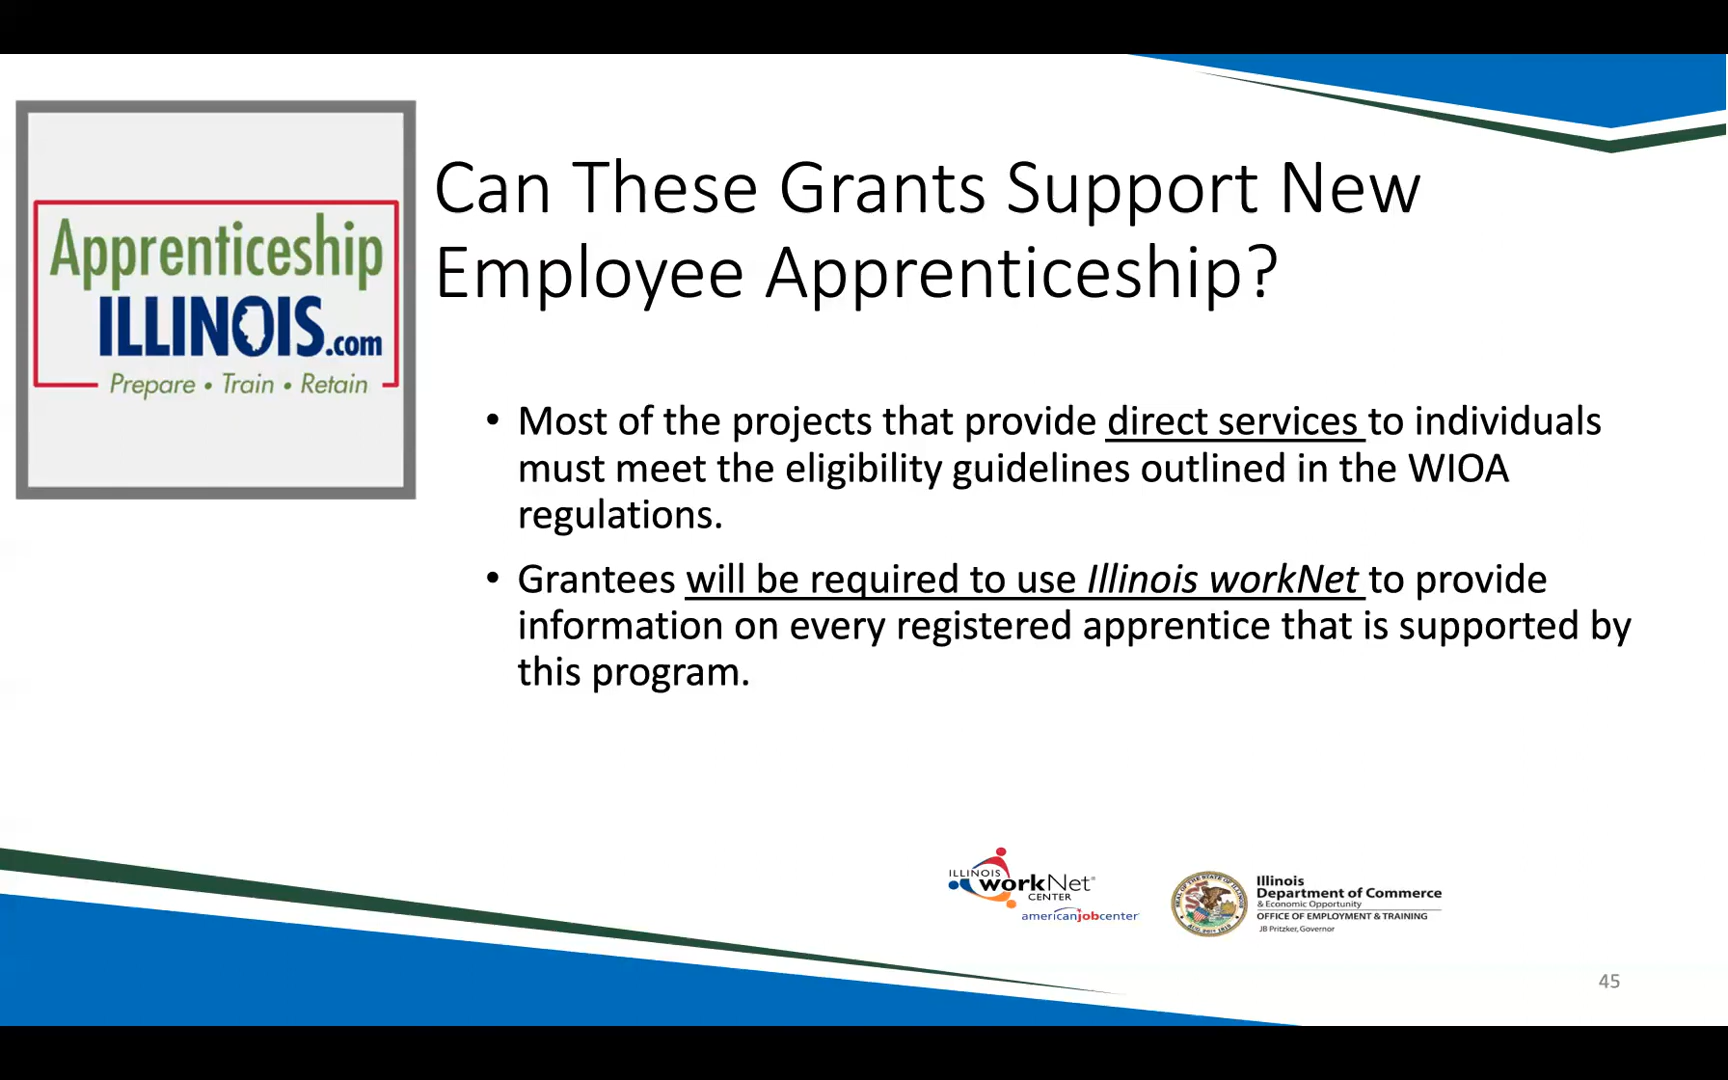 Apprenticeship
ILLINOIS.com
Prepare • Train • Retain
Can These Grants Support New
Employee Apprenticeship?
• Most of the projects that provide direct services to individuals
must meet the eligibility guidelines outlined in the WIOA
regulations.
• Grantees will be required to use Illinois workNet to provide
information on every registered apprentice that is supported by
this program.
ILLINOIS
workNet®
CENTER
americanjobcenter
Illinois
Department of Commerce
& Economic Opportunity
OFFICE OF EMPLOYMENT & TRAINING
JB Pritzker, Governor
45